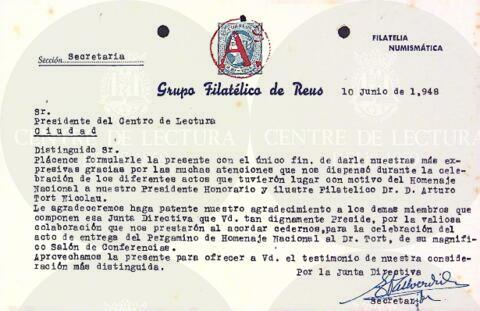 FILATELIA
NUMISMÁTICA
Sección Secretaria
A.
Grupo Filatélico de Reus
10 Junio de 1,948
Sr.
Presidente del Centro de Lectura
Ciudad
Distinguido Sr.
Plácenos formularle la presente con el único fin. de darle nuestras más ex-
presivas gracias por las muchas atenciones que nos dispensó durante la cele-
bración de los diferentes actos que tuvieron lugar con motivo del Homenaje
Nacional a nuestro Presidente Honorario y ilustre Filatelico Dr. D. Arturo
Tort Nicolau.
Le agradeceremos haga patente nuestro agradecimiento a los demas miembros que
componen esa Junta Directiva que Vd. tan dignamente Preside, por la valiosa
colaboración que nos prestarón al acordar cedernos,para la celebración del
acto de entrega del Pergamino de Homenaje Nacional al Dr. Tort, de su magnifi-
co Salón de Conferencias.
Aprovechamos la presente para ofrecer a Vd. el testimonio de nuestra conside-
ración más distinguida.
Por la Junta Directiva
Secretario
CENTRE DE LECTURA
CENTRE DE LECTURA